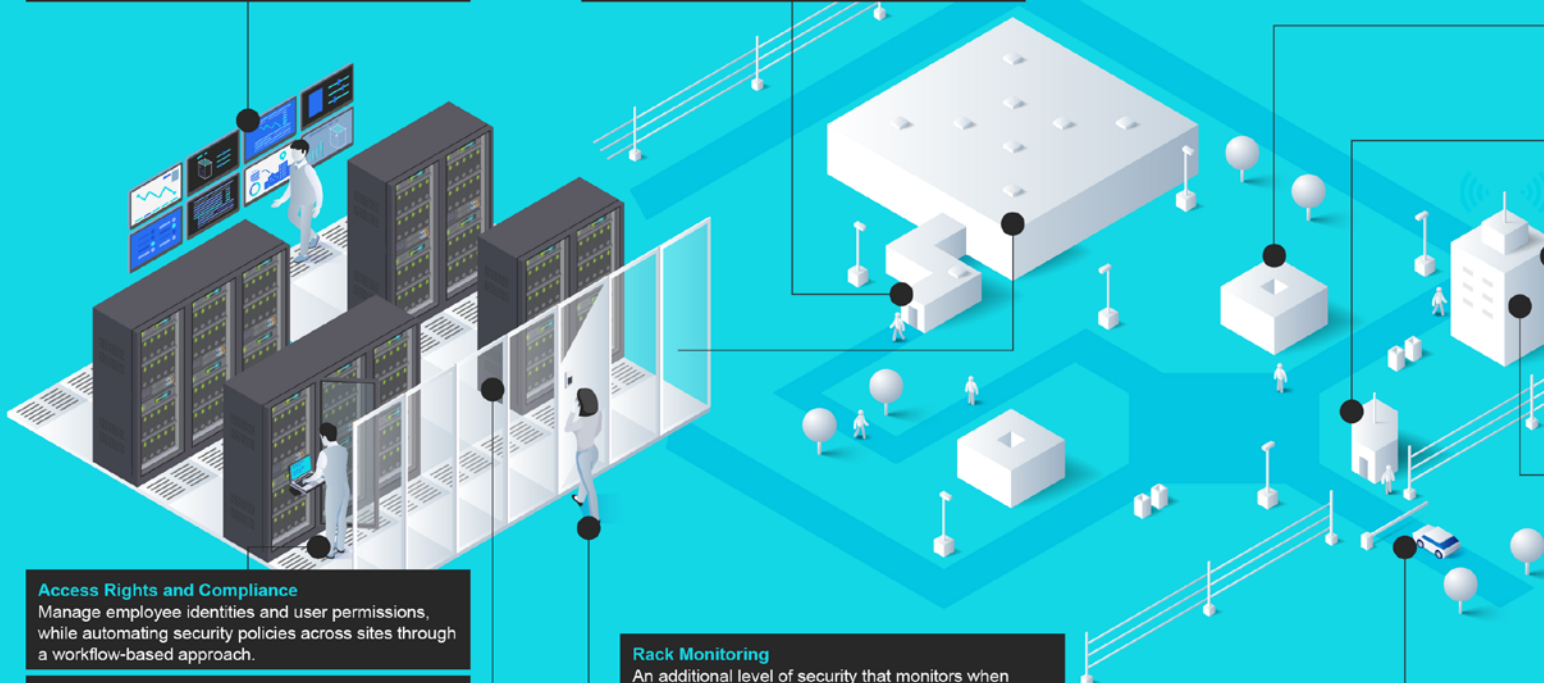 Access Rights and Compliance
Manage employee identities and user permissions,
while automating security policies across sites through
a workflow-based approach.
Rack Monitoring
An additional level of security that monitors when